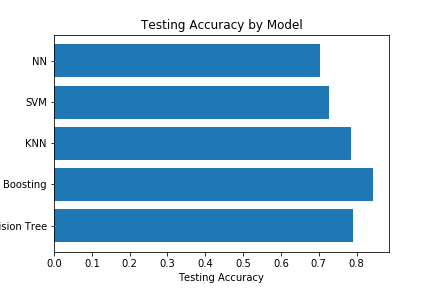 Testing Accuracy by Model
NN
SVM
KNN
Boosting
ision Tree
0.0 0.1 0.2 0.3 0.4 0.5 0.6 0.7 0.8
Testing Accuracy